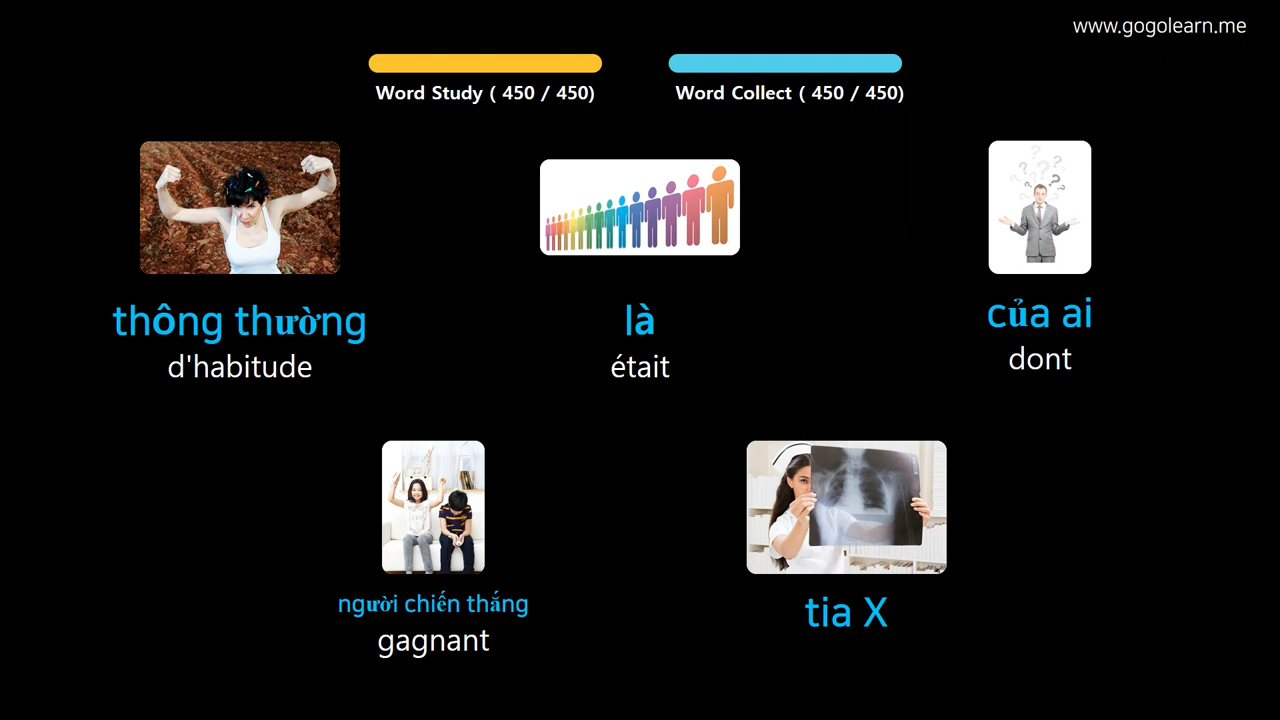 www.gogolearn.me
Word Study ( 450 / 450)
Word Collect ( 450 / 450)
thông thường
d'habitude
là
était
của ai
dont
người chiến thắng
gagnant
tia X